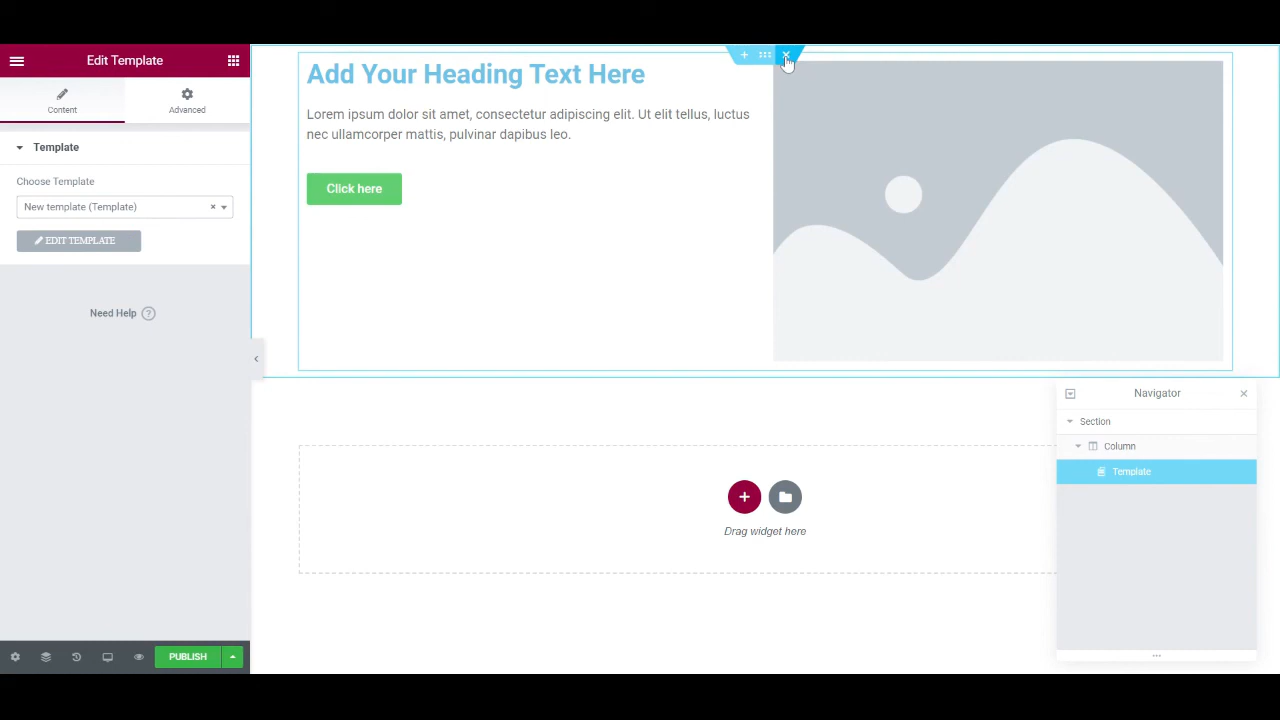 Edit Template
Content
Advanced
Template
Choose Template
New template (Template)
EDIT TEMPLATE
Need Help
PUBLISH
Add Your Heading Text Here
Lorem ipsum dolor sit amet, consectetur adipiscing elit. Ut elit tellus, luctus
nec ullamcorper mattis, pulvinar dapibus leo.
Click here
Drag widget here
Navigator
Section
Column
Template